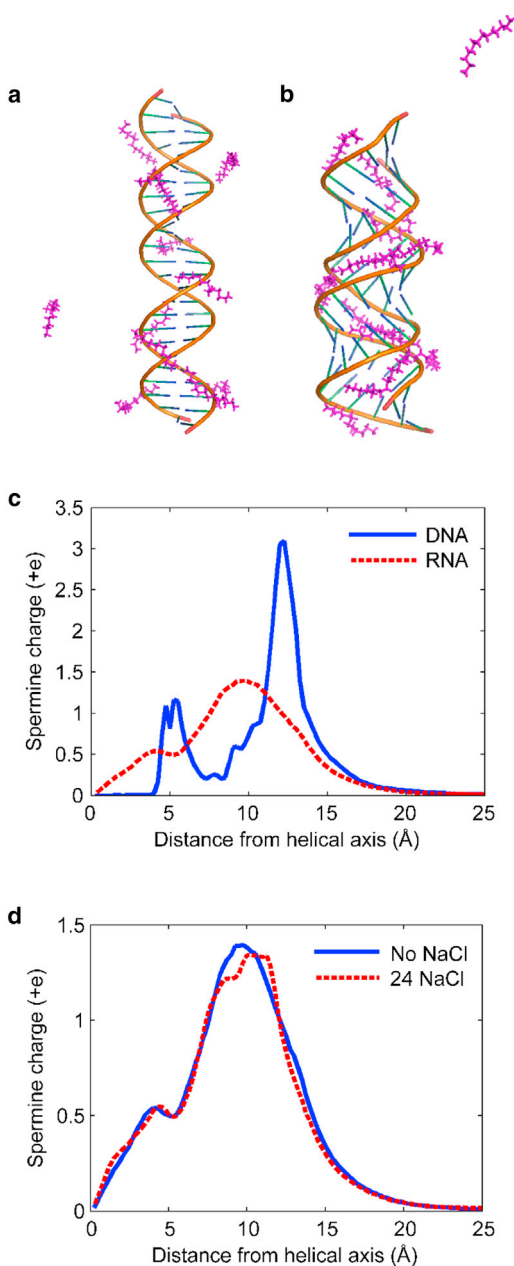 a
b
c
3.5
3
2.5
2
1.5
1
0.5
0
Spermine charge (+e)
DNA
RNA
0
5
10
15
20
25
Distance from helical axis (Å)
d
1.5
1
0.5
0
Spermine charge (+e)
No NaCl
24 NaCl
5
10
15
20
25
Distance from helical axis (Å)